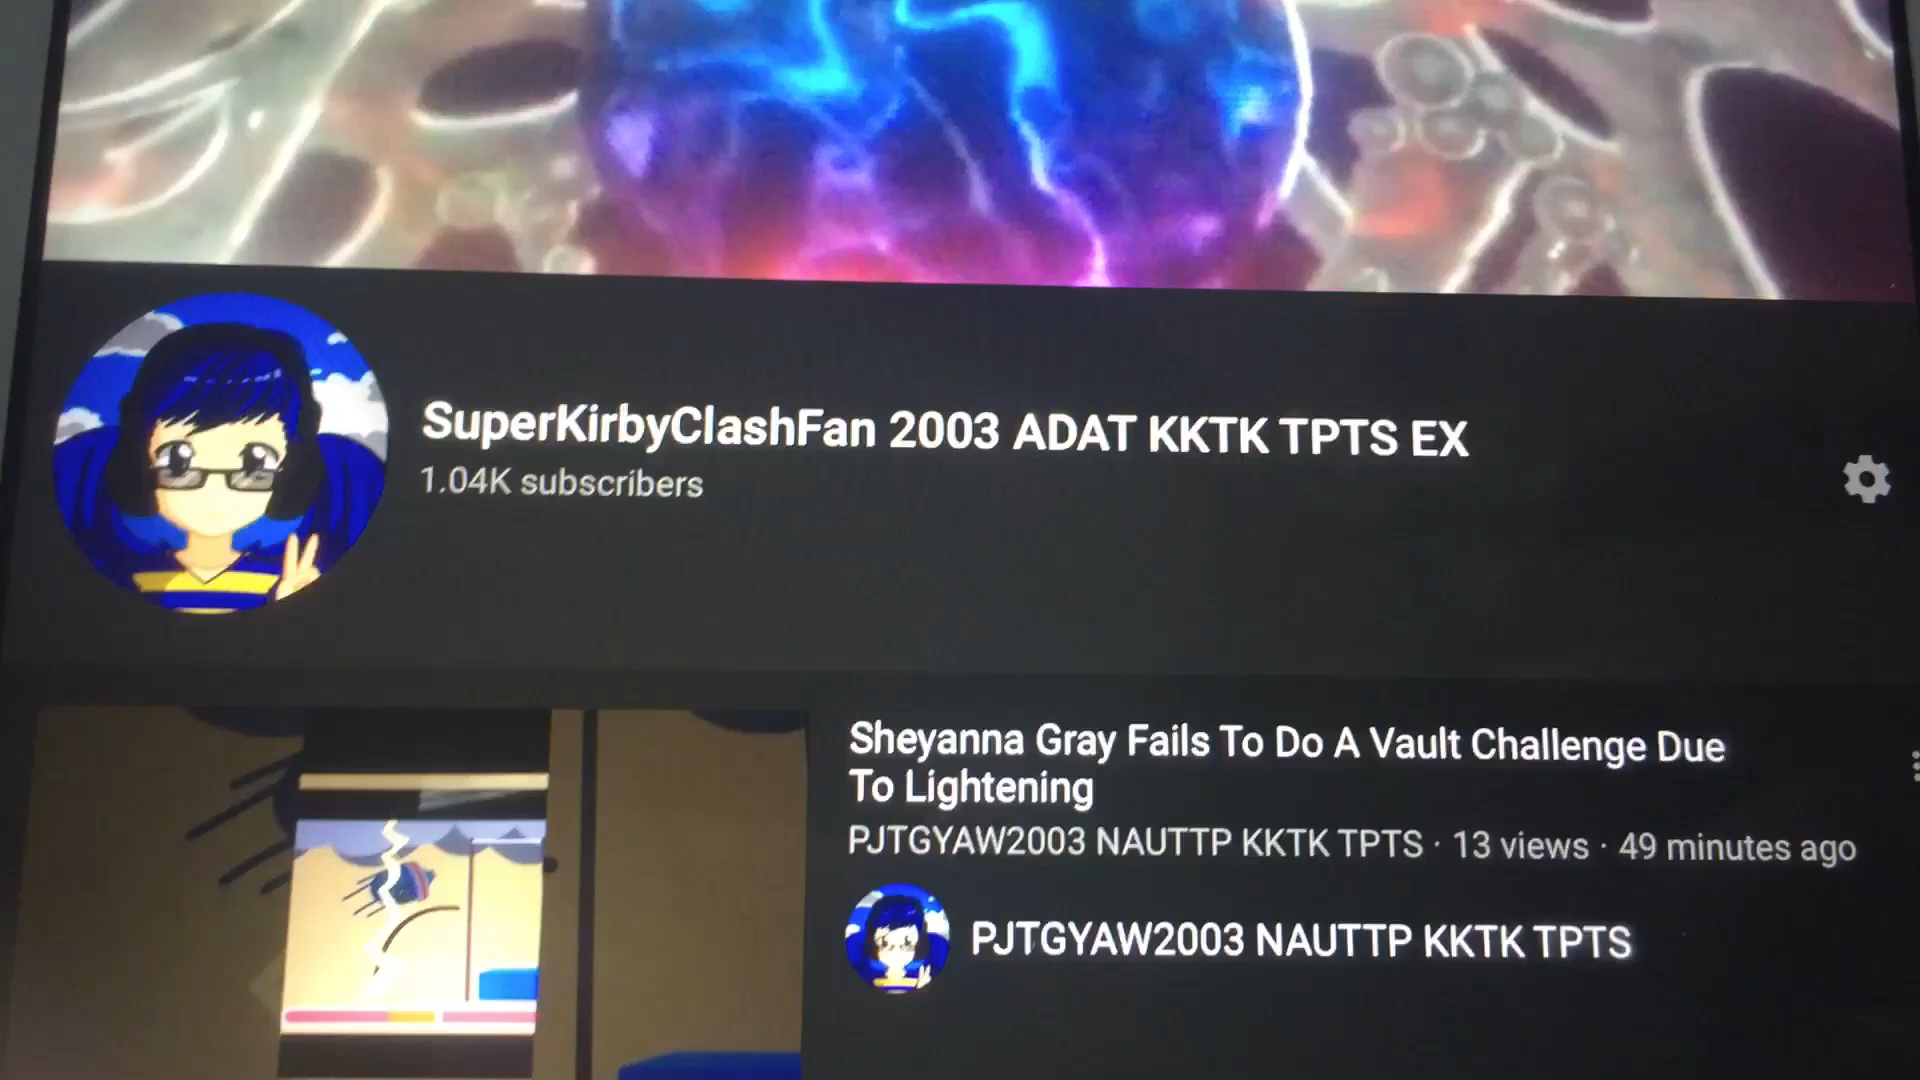 SuperKirbyClashFan 2003 ADAT KKTK TPTS EX
1.04K subscribers
Sheyanna Gray Fails To Do A Vault Challenge Due
To Lightening
PJTGYAW2003 NAUTTP KKTK TPTS · 13 views · 49 minutes ago
PJTGYAW2003 NAUTTP KKTK TPTS